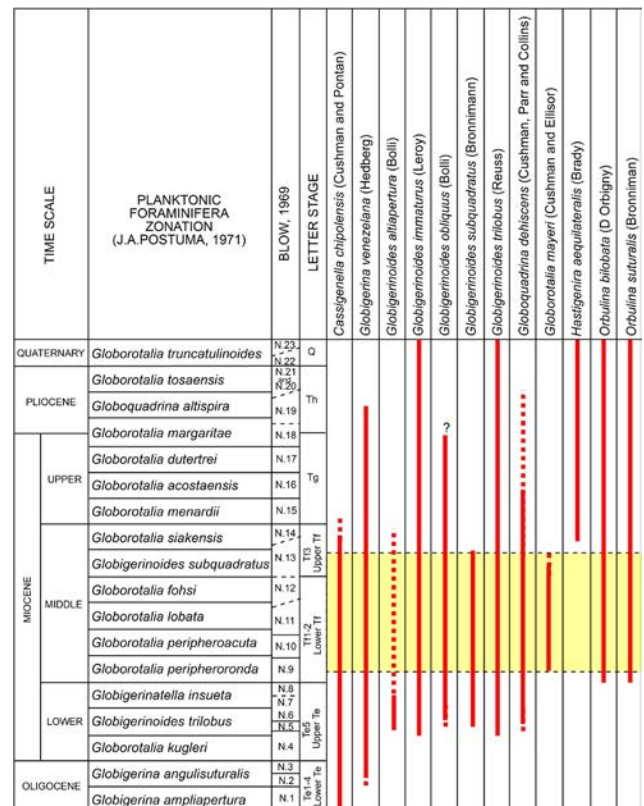 TIME SCALE
PLANKTONIC
FORAMINIFERA
ZONATION
(J.A.POSTUMA, 1971)
BLOW, 1969
LETTER STAGE
Cassigenella chipolensis (Cushman and Pontan)
Globigerina venezelana (Hedberg)
Globigerinoides altiapertura (Bolli)
Globigerinoides immaturus (Leroy)
Globigerinoides obliquus (Bolli)
Globigerinoides subquadratus (Bronnimann)
Globigerinoides trilobus (Reuss)
Globoquadrina dehiscens (Cushman, Parr and Collins)
Globorotalia mayeri (Cushman and Ellisor)
Hastigenira aequilateralis (Brady)
Orbulina bilobata (D Orbigny)
Orbulina suturalis (Bronniman)
QUATERNARY
Globorotalia truncatulinoides
N.23
N.22
Q
PLIOCENE
Globorotalia tosaensis
N.21
and
N.20
Globoquadrina altispira
N.19
Th
Globorotalia margaritae
N.18
?
MIOCENE
UPPER
Globorotalia dutertrei
N.17
Globorotalia acostaensis
N.16
Tg
Globorotalia menardii
N.15
MIDDLE
Globorotalia siakensis
N.14
Globigerinoides subquadratus
N.13
Tf3
Upper Tf
Globorotalia fohsi
N.12
Globorotalia lobata
N.11
Globorotalia peripheroacuta
N.10
Globorotalia peripheroronda
N.9
Tf1-2
Lower Tf
LOWER
Globigerinatella insueta
N.8
N.7
Globigerinoides trilobus
N.6
N.5
Globorotalia kugleri
N.4
Te5
Upper Te
OLIGOCENE
Globigerina angulisuturalis
N.3
N.2
Globigerina ampliapertura
N.1
Te1-4
Lower Te